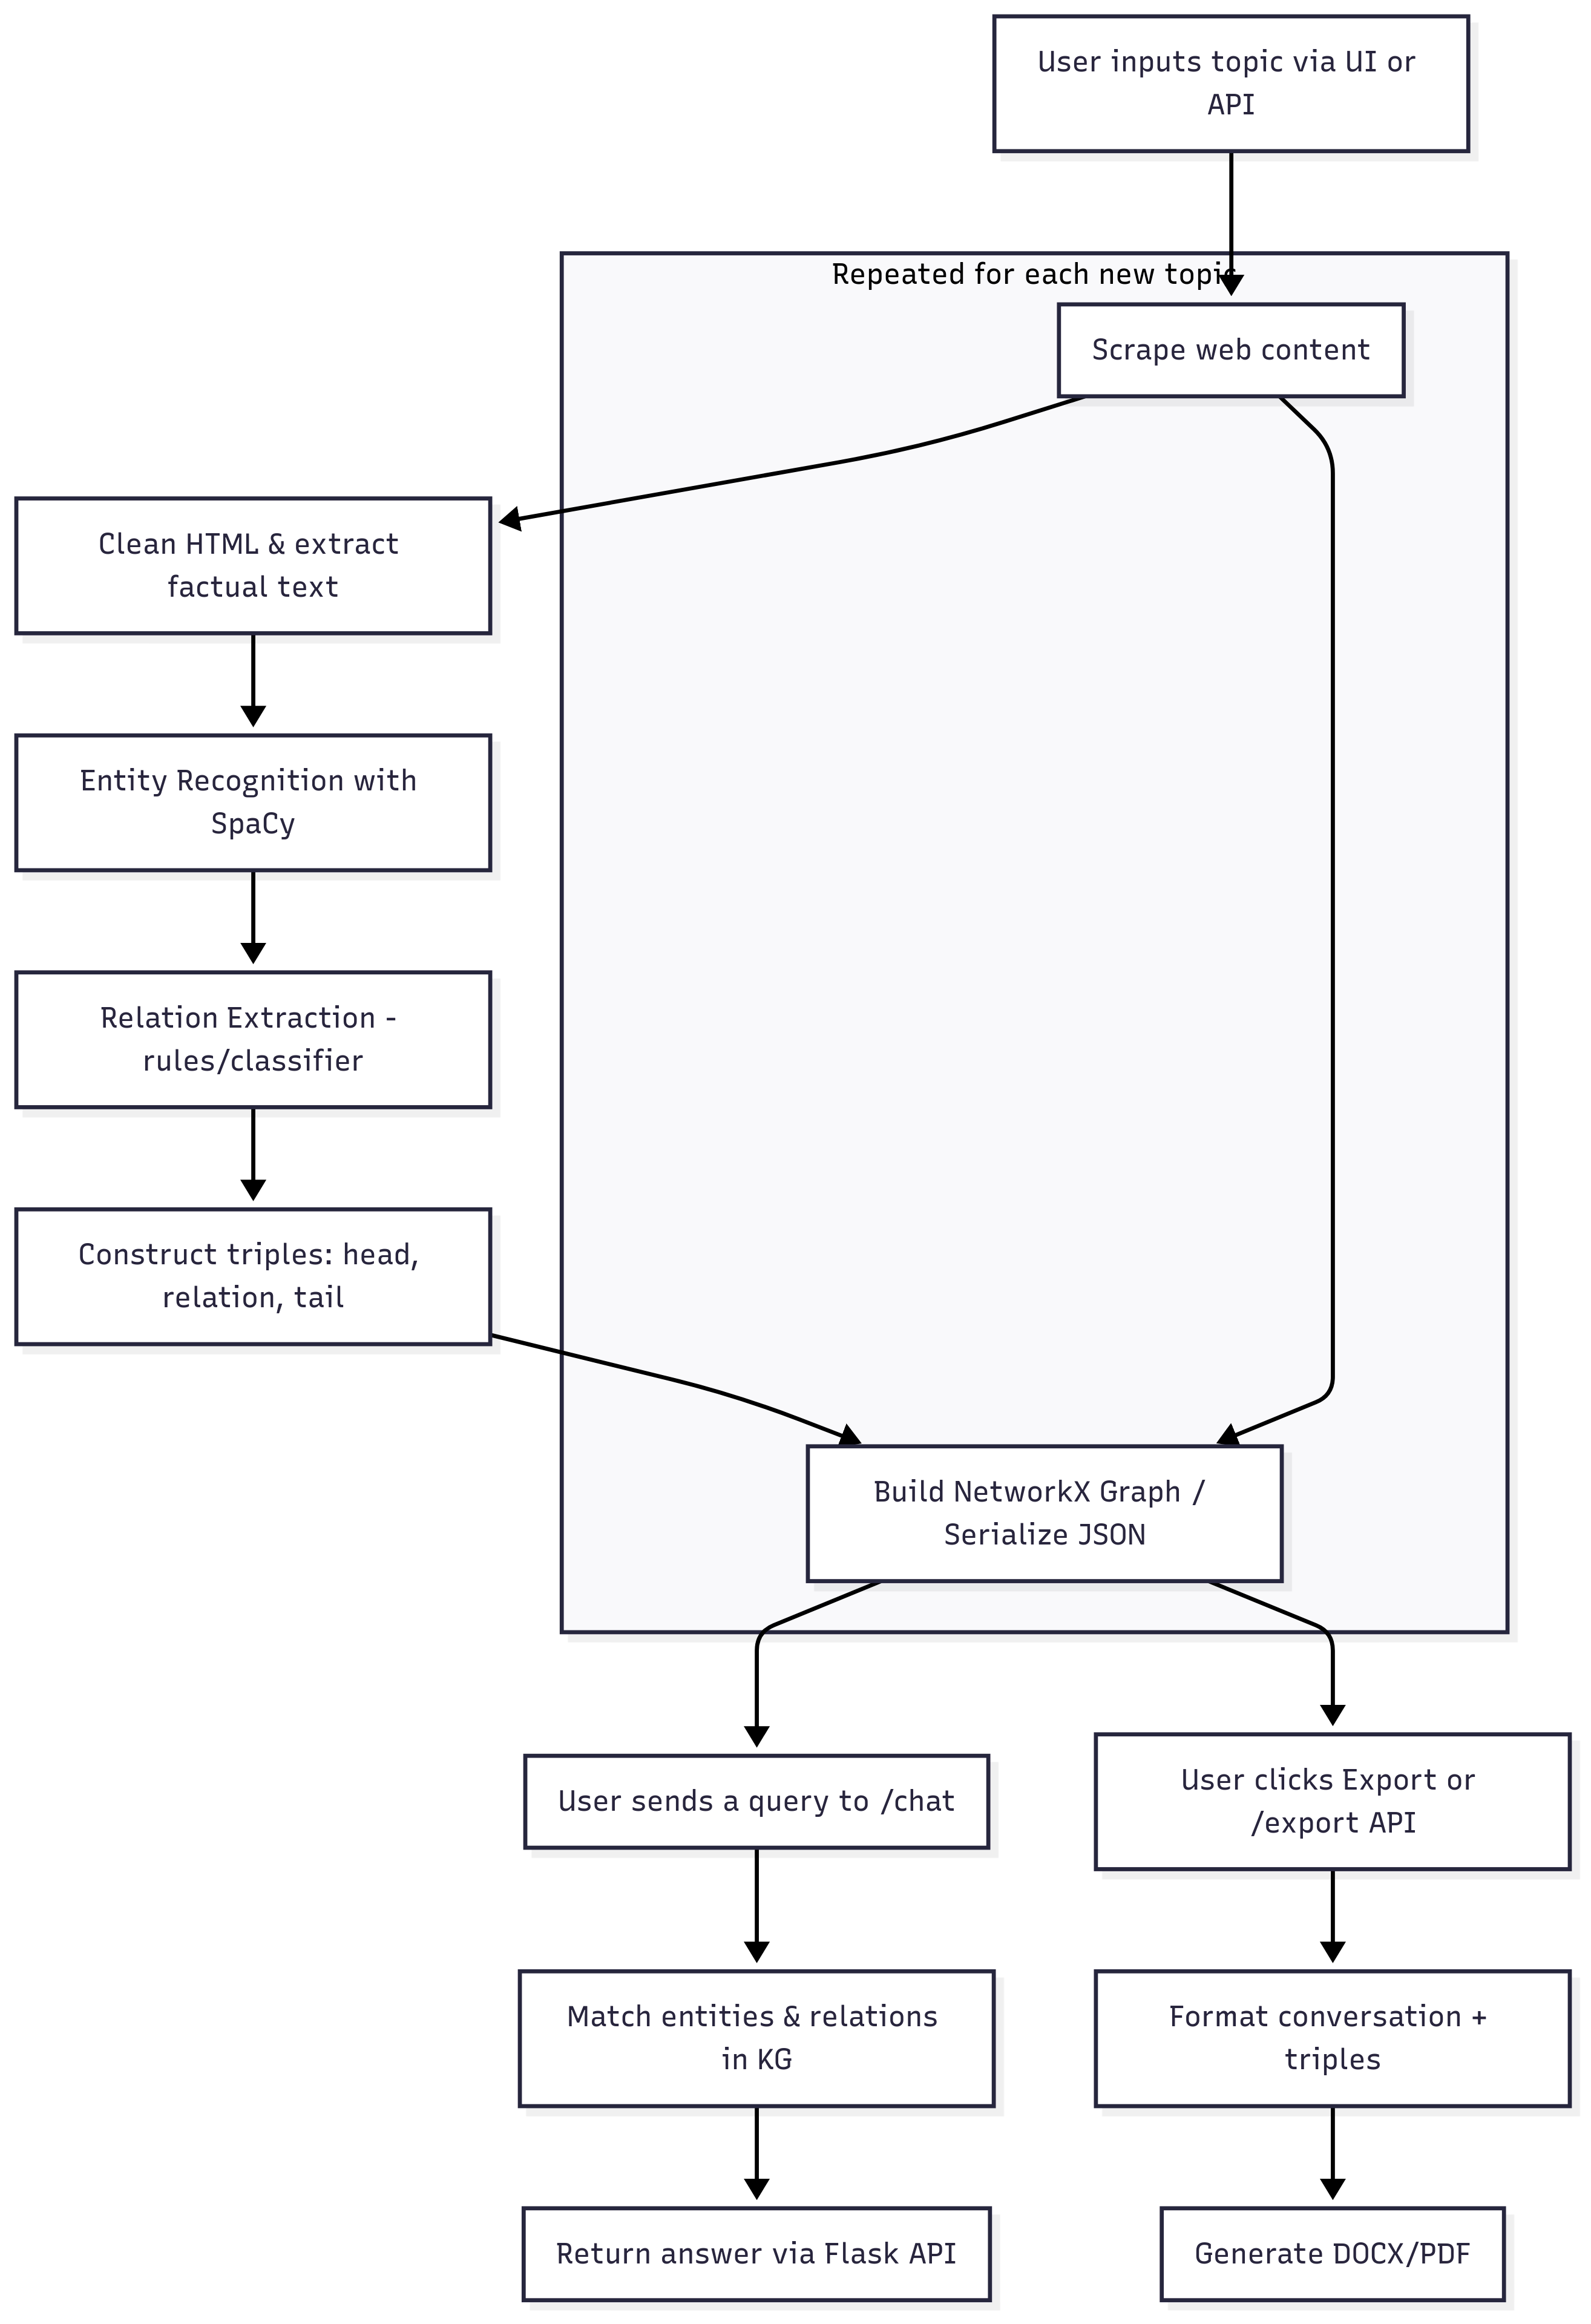 User inputs topic via UI or
API
Repeated for each new topic
Scrape web content
Clean HTML & extract
factual text
Entity Recognition with
SpaCy
Relation Extraction -
rules/classifier
Construct triples: head,
relation, tail
Build NetworkX Graph /
Serialize JSON
User sends a query to /chat
User clicks Export or
/export API
Match entities & relations
in KG
Format conversation +
triples
Return answer via Flask API
Generate DOCX/PDF